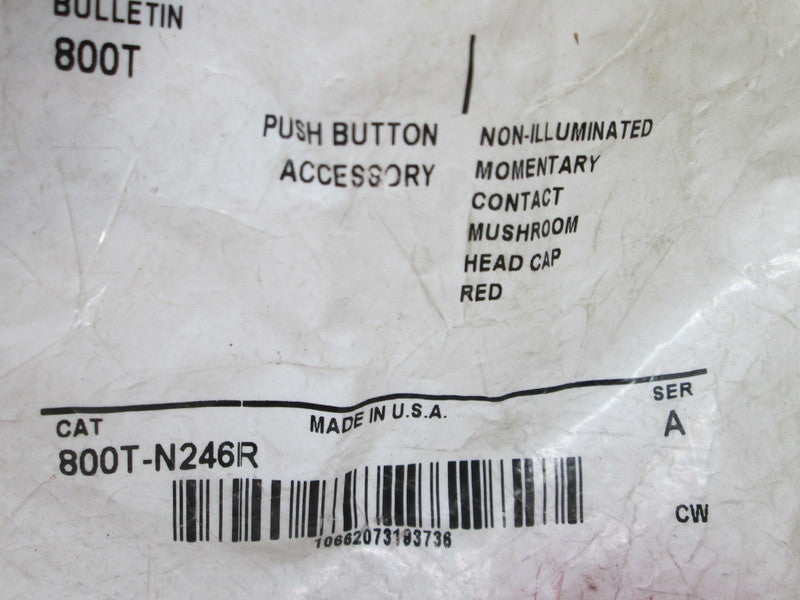 BULLETIN
800T
PUSH BUTTON
ACCESSORY
NON-ILLUMINATED
MOMENTARY
CONTACT
MUSHROOM
HEAD CAP
RED
CAT
MADE IN U.S.A.
SER
800T-N246R
A
10662073193736
CW